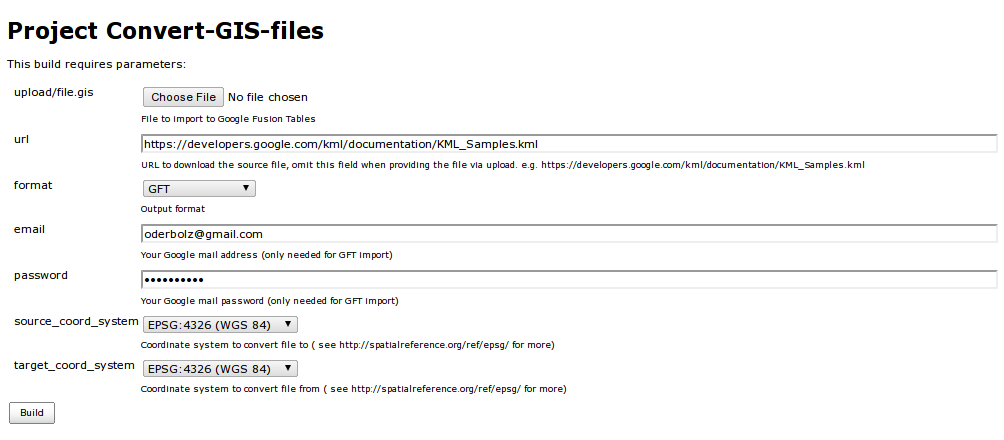 Project Convert-GIS-files
This build requires parameters:
upload/file.gis
Choose File No file chosen
File to import to Google Fusion Tables
url
https://developers.google.com/kml/documentation/KML_Samples.kml
URL to download the source file, omit this field when providing the file via upload. e.g. https://developers.google.com/kml/documentation/KML_Samples.kml
format
GFT
Output format
email
oderbolz@gmail.com
Your Google mail address (only needed for GFT import)
password
••••••••••
Your Google mail password (only needed for GFT import)
source_coord_system
EPSG:4326 (WGS 84)
Coordinate system to convert file to ( see http://spatialreference.org/ref/epsg/ for more)
target_coord_system
EPSG:4326 (WGS 84)
Coordinate system to convert file from ( see http://spatialreference.org/ref/epsg/ for more)
Build